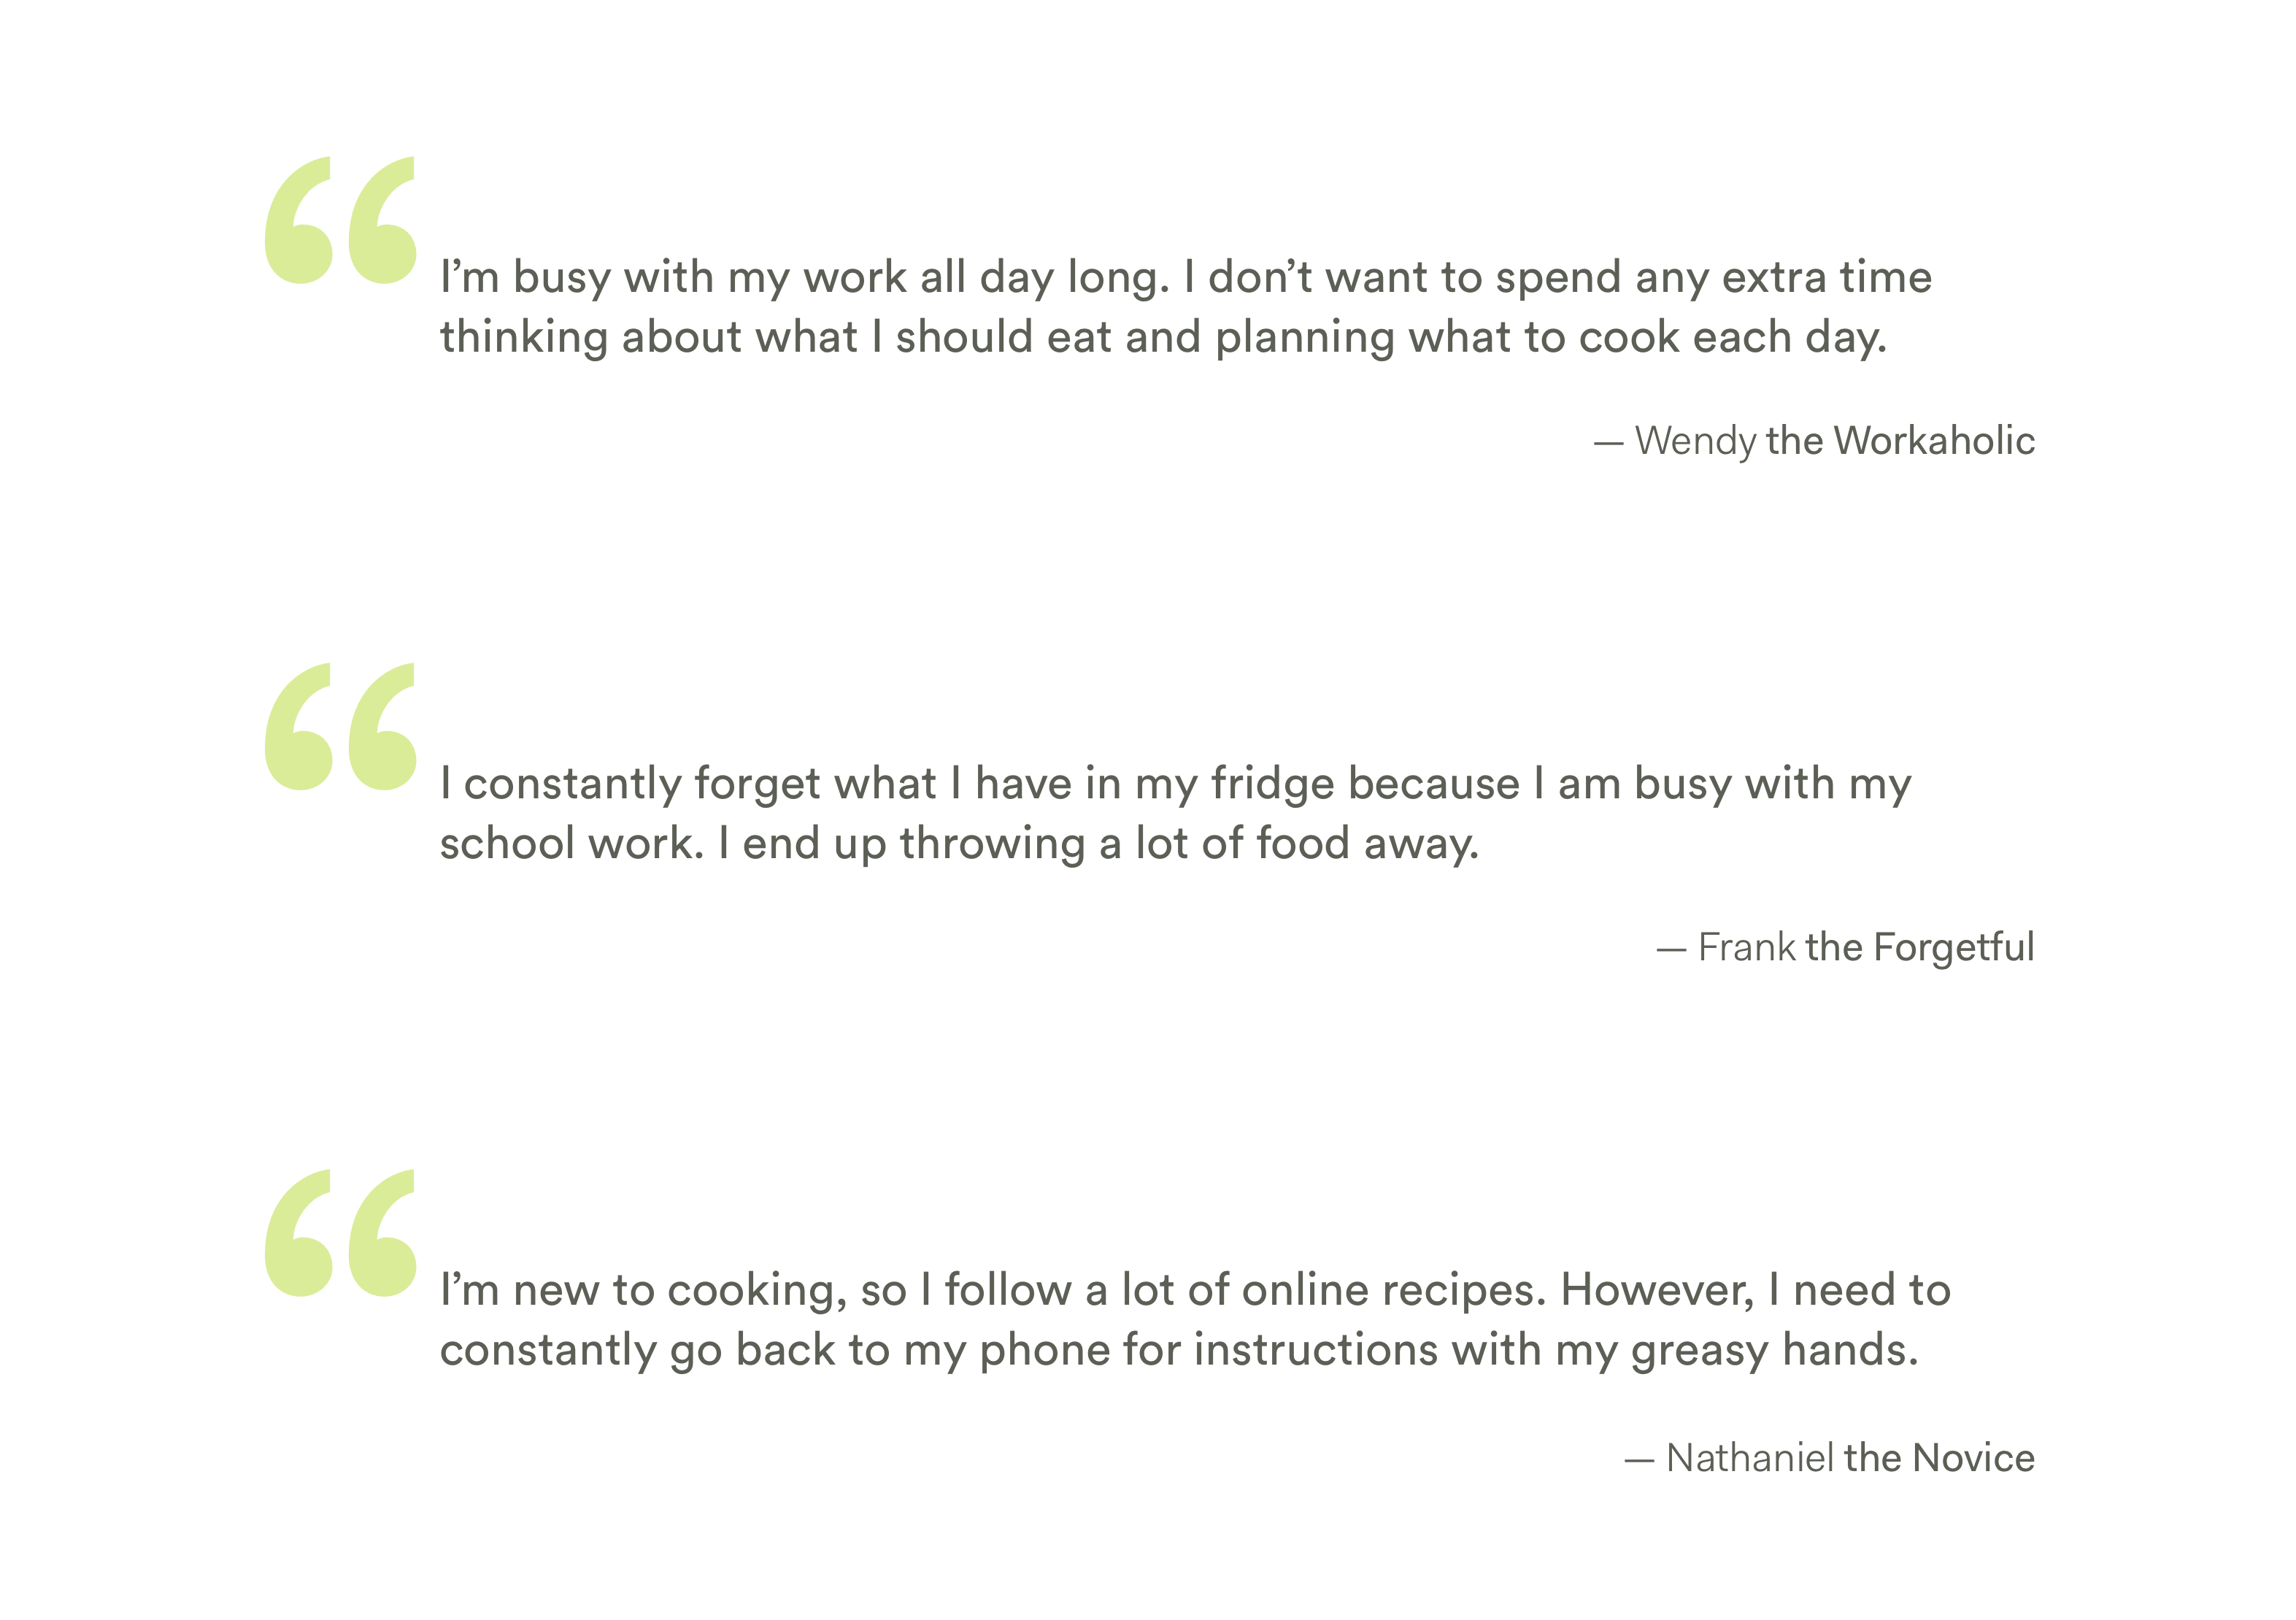 “
I’m busy with my work all day long. I don’t want to spend any extra time
thinking about what I should eat and planning what to cook each day.
— Wendy the Workaholic
“
I constantly forget what I have in my fridge because I am busy with my
school work. I end up throwing a lot of food away.
— Frank the Forgetful
“
I’m new to cooking, so I follow a lot of online recipes. However, I need to
constantly go back to my phone for instructions with my greasy hands.
— Nathaniel the Novice